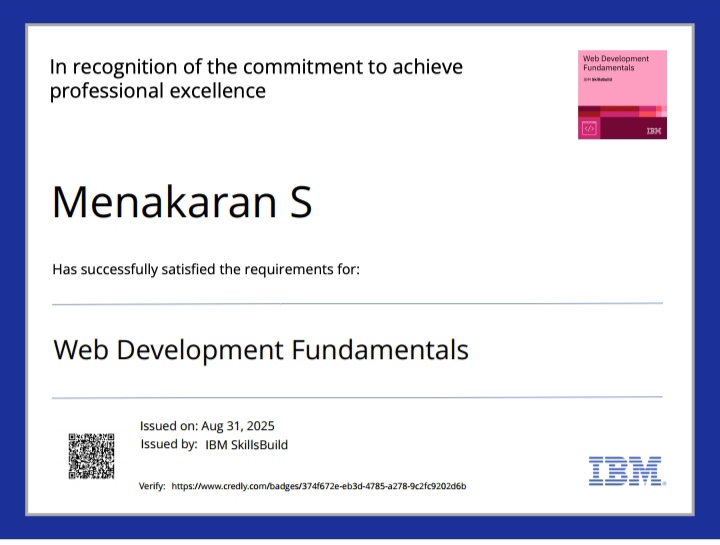 In recognition of the commitment to achieve
professional excellence
Web Development
Fundamentals
IBM SkillsBuild
</>
IBM
Menakaran S
Has successfully satisfied the requirements for:
Web Development Fundamentals
Issued on: Aug 31, 2025
Issued by: IBM SkillsBuild
Verify: https://www.credly.com/badges/374f672e-eb3d-4785-a278-9c2fc9202d6b
IBM